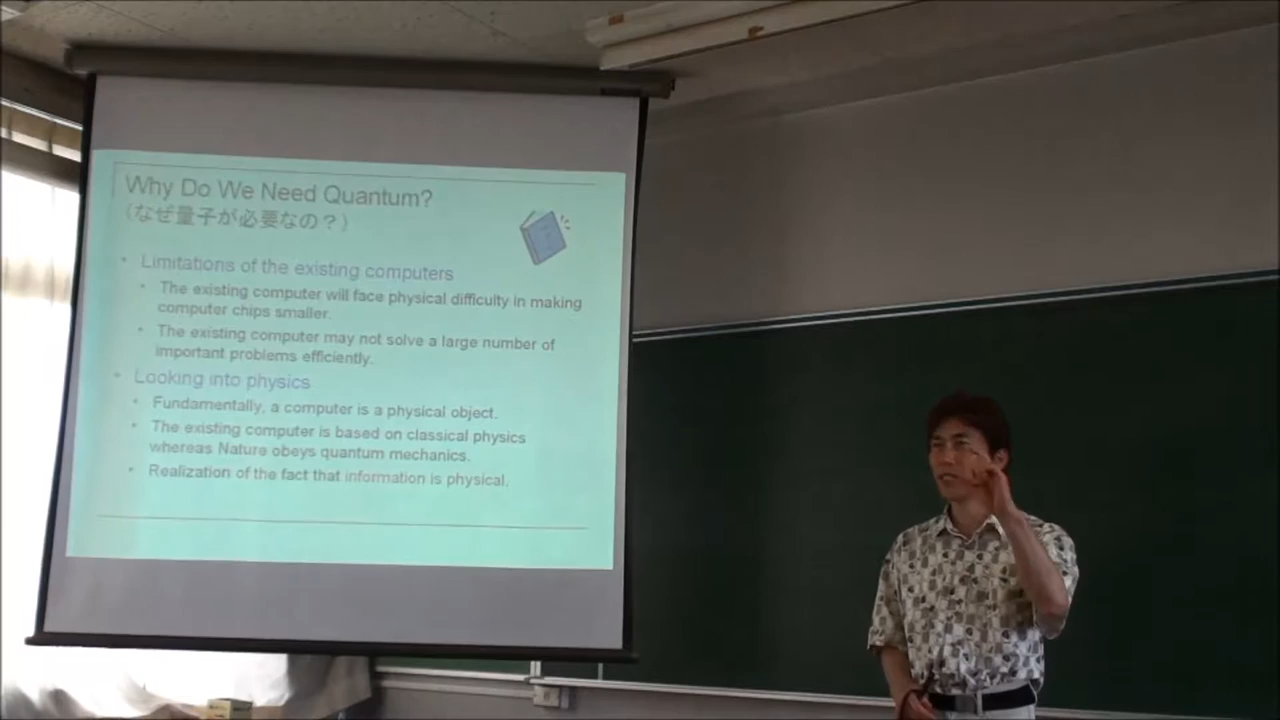 Why Do We Need Quantum?
(なぜ量子が必要なの？)
• Limitations of the existing computers
• The existing computer will face physical difficulty in making
computer chips smaller.
• The existing computer may not solve a large number of
important problems efficiently.
• Looking into physics
• Fundamentally, a computer is a physical object.
• The existing computer is based on classical physics
whereas Nature obeys quantum mechanics.
• Realization of the fact that information is physical.